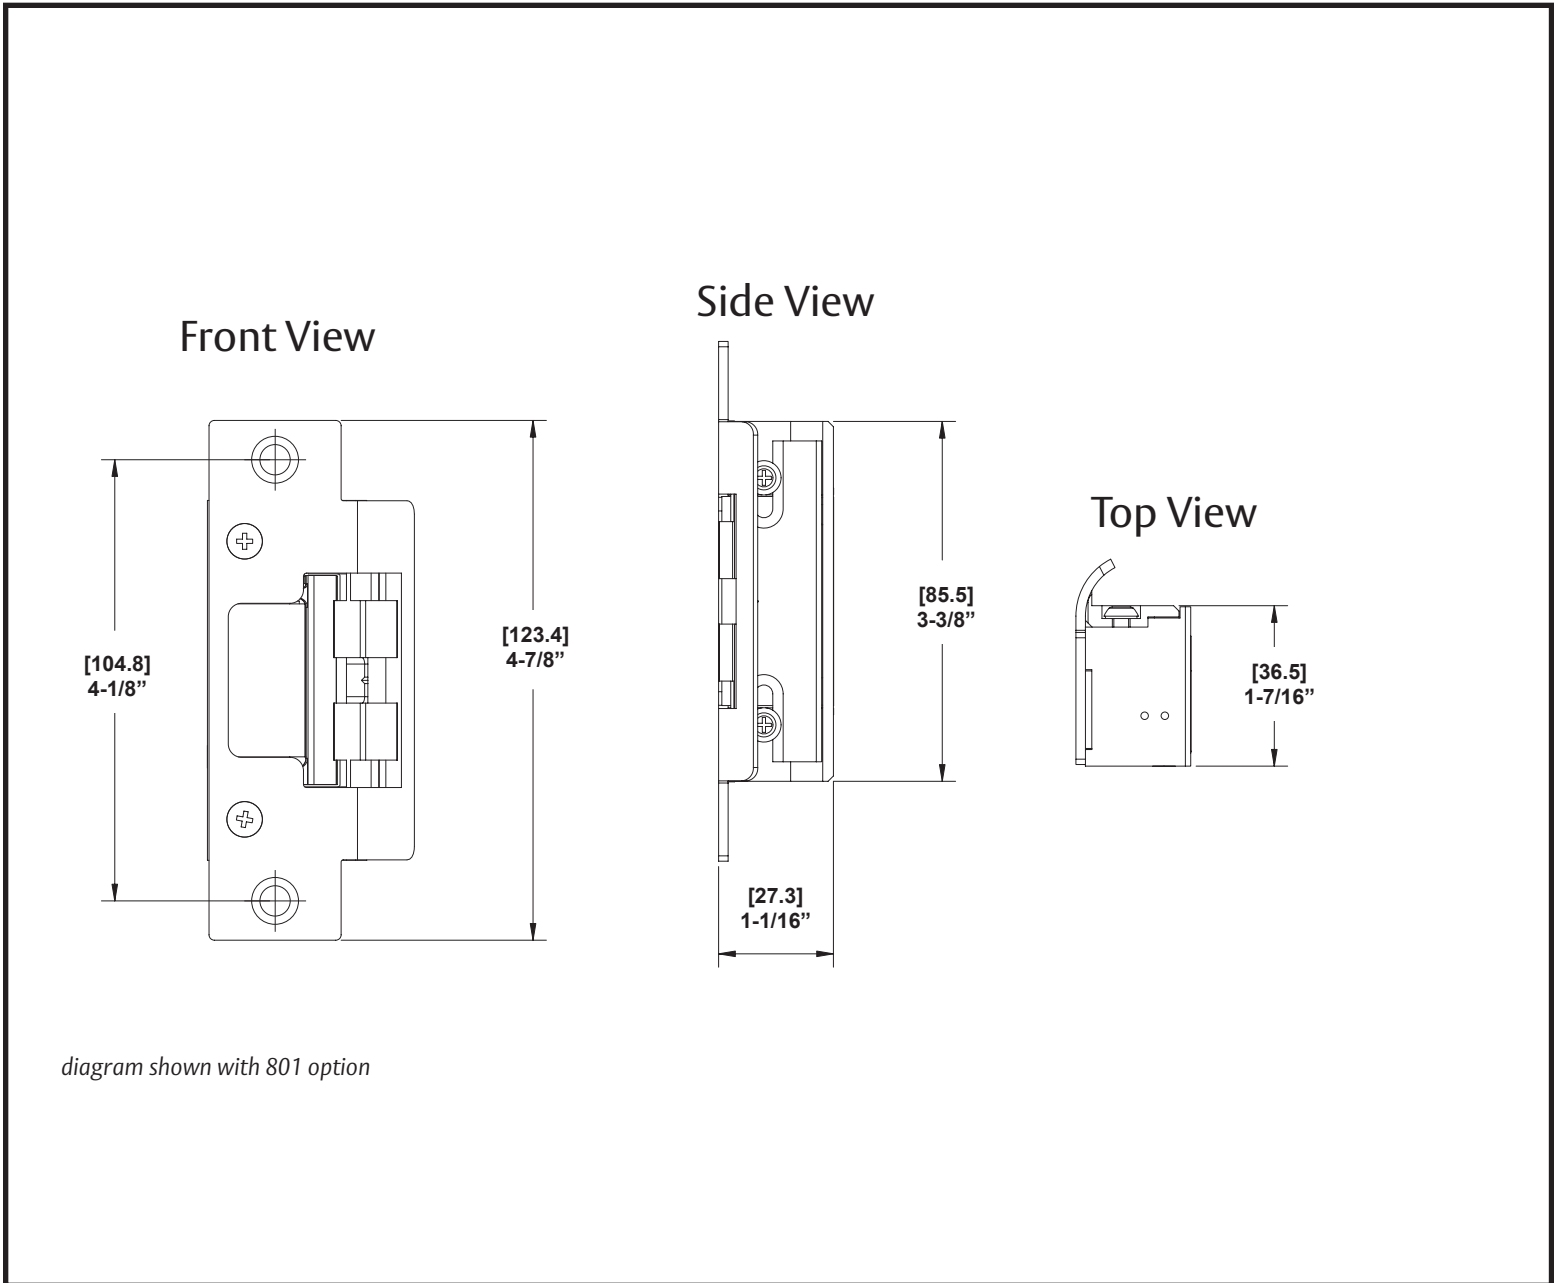 Front View
[104.8]
4-1/8”
[123.4]
4-7/8”
Side View
[85.5]
3-3/8”
[27.3]
1-1/16”
Top View
[36.5]
1-7/16”
diagram shown with 801 option